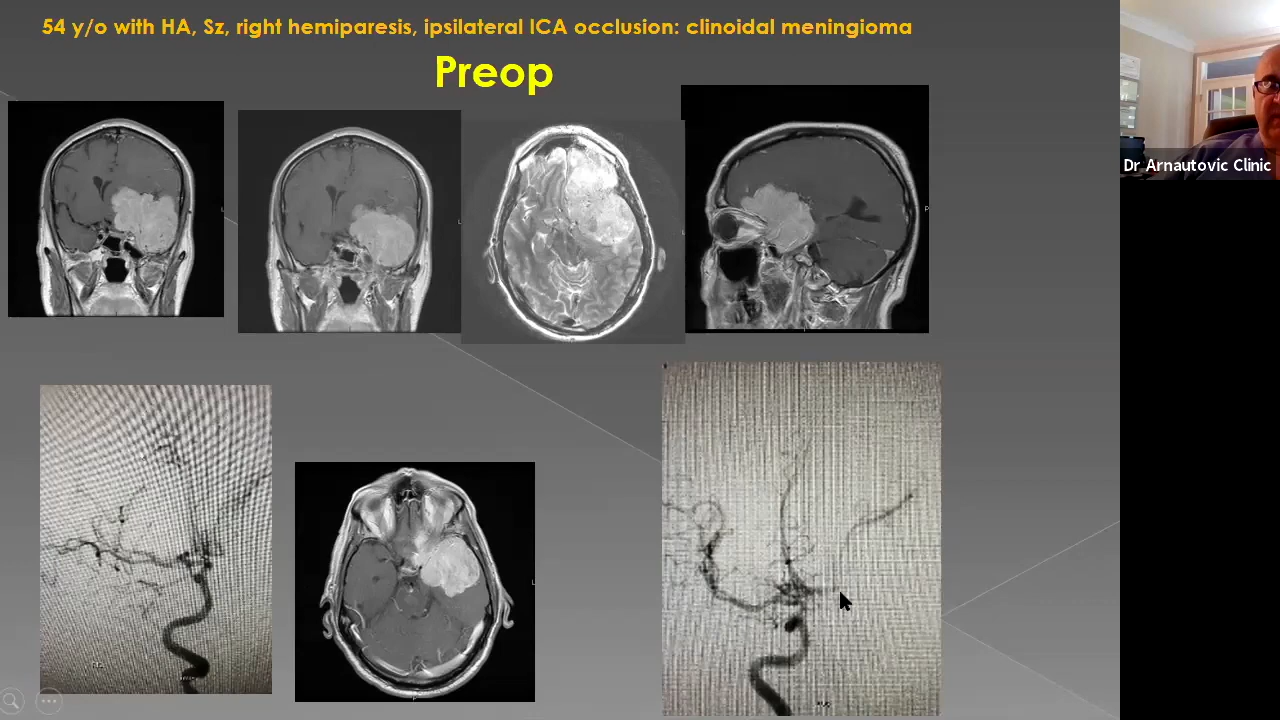 54 y/o with HA, Sz, right hemiparesis, ipsilateral ICA occlusion: clinoidal meningioma
Preop
Dr Arnautovic Clinic
L
L
P
L